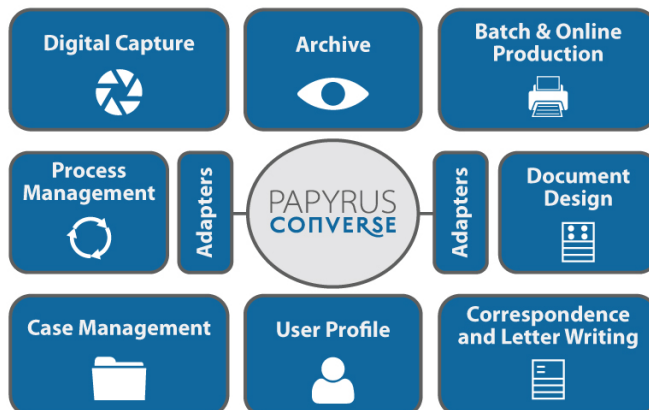 Digital Capture
Archive
Batch & Online
Production
Process
Management
Adapters
PAPYRUS
CONVERSE
Adapters
Document
Design
Case Management
User Profile
Correspondence
and Letter Writing